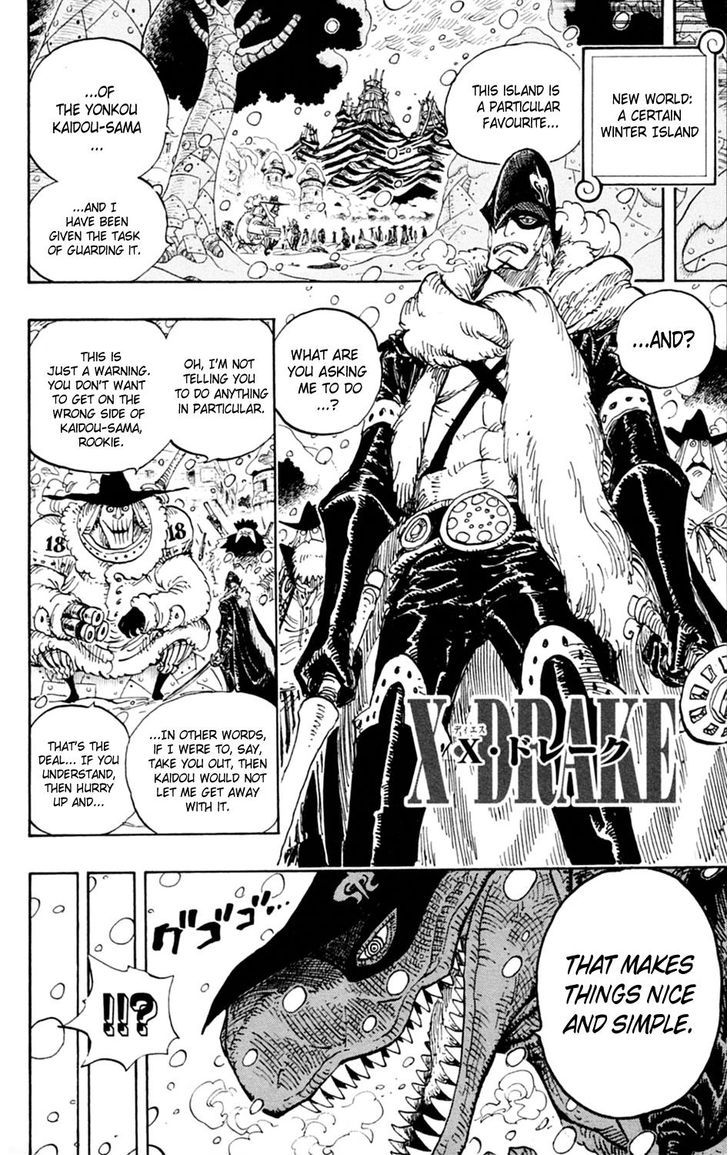 NEW WORLD:
A CERTAIN
WINTER ISLAND
THIS ISLAND IS
A PARTICULAR
FAVOURITE...
...OF
THE YONKOU
KAIDOU-SAMA
...
...AND I
HAVE BEEN
GIVEN THE TASK
OF GUARDING IT.
...AND?
WHAT ARE
YOU ASKING
ME TO DO
...?
X・DRAKE
ディエス
・X・ドレーク
OH, I'M NOT
TELLING YOU
TO DO ANYTHING
IN PARTICULAR.
THIS IS
JUST A WARNING.
YOU DON'T WANT
TO GET ON THE
WRONG SIDE OF
KAIDOU-SAMA,
ROOKIE.
18
18
...IN OTHER WORDS,
IF I WERE TO, SAY,
TAKE YOU OUT, THEN
KAIDOU WOULD NOT
LET ME GET AWAY
WITH IT.
THAT'S THE
DEAL... IF YOU
UNDERSTAND,
THEN HURRY
UP AND...
THAT MAKES
THINGS NICE
AND SIMPLE.
グゴゴゴ...
!!?